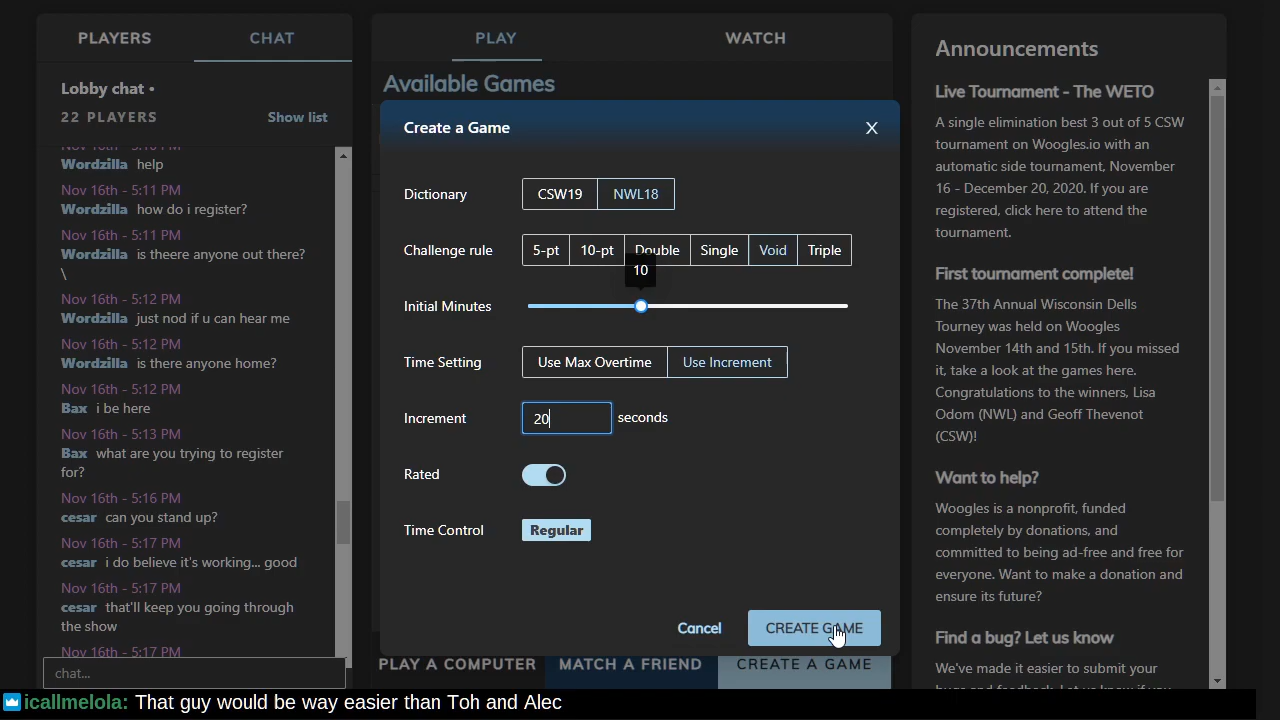 PLAYERS
CHAT
Lobby chat •
22 PLAYERS
Show list
Wordzilla help
Nov 16th - 5:11 PM
Wordzilla how do i register?
Nov 16th - 5:11 PM
Wordzilla is theere anyone out there?
\
Nov 16th - 5:12 PM
Wordzilla just nod if u can hear me
Nov 16th - 5:12 PM
Wordzilla is there anyone home?
Nov 16th - 5:12 PM
Bax i be here
Nov 16th - 5:13 PM
Bax what are you trying to register
for?
Nov 16th - 5:16 PM
cesar can you stand up?
Nov 16th - 5:17 PM
cesar i do believe it's working... good
Nov 16th - 5:17 PM
cesar that'll keep you going through
the show
Nov 16th - 5:17 PM
chat...
PLAY
WATCH
Available Games
Create a Game
X
Dictionary
CSW19
NWL18
Challenge rule
5-pt
10-pt
Double
Single
Void
Triple
10
Initial Minutes
Time Setting
Use Max Overtime
Use Increment
Increment
20
seconds
Rated
Time Control
Regular
Cancel
CREATE GAME
PLAY A COMPUTER
MATCH A FRIEND
CREATE A GAME
Announcements
Live Tournament - The WETO
A single elimination best 3 out of 5 CSW
tournament on Woogles.io with an
automatic side tournament, November
16 - December 20, 2020. If you are
registered, click here to attend the
tournament.
First tournament complete!
The 37th Annual Wisconsin Dells
Tourney was held on Woogles
November 14th and 15th. If you missed
it, take a look at the games here.
Congratulations to the winners, Lisa
Odom (NWL) and Geoff Thevenot
(CSW)!
Want to help?
Woogles is a nonprofit, funded
completely by donations, and
committed to being ad-free and free for
everyone. Want to make a donation and
ensure its future?
Find a bug? Let us know
We've made it easier to submit your
icallmelola: That guy would be way easier than Toh and Alec